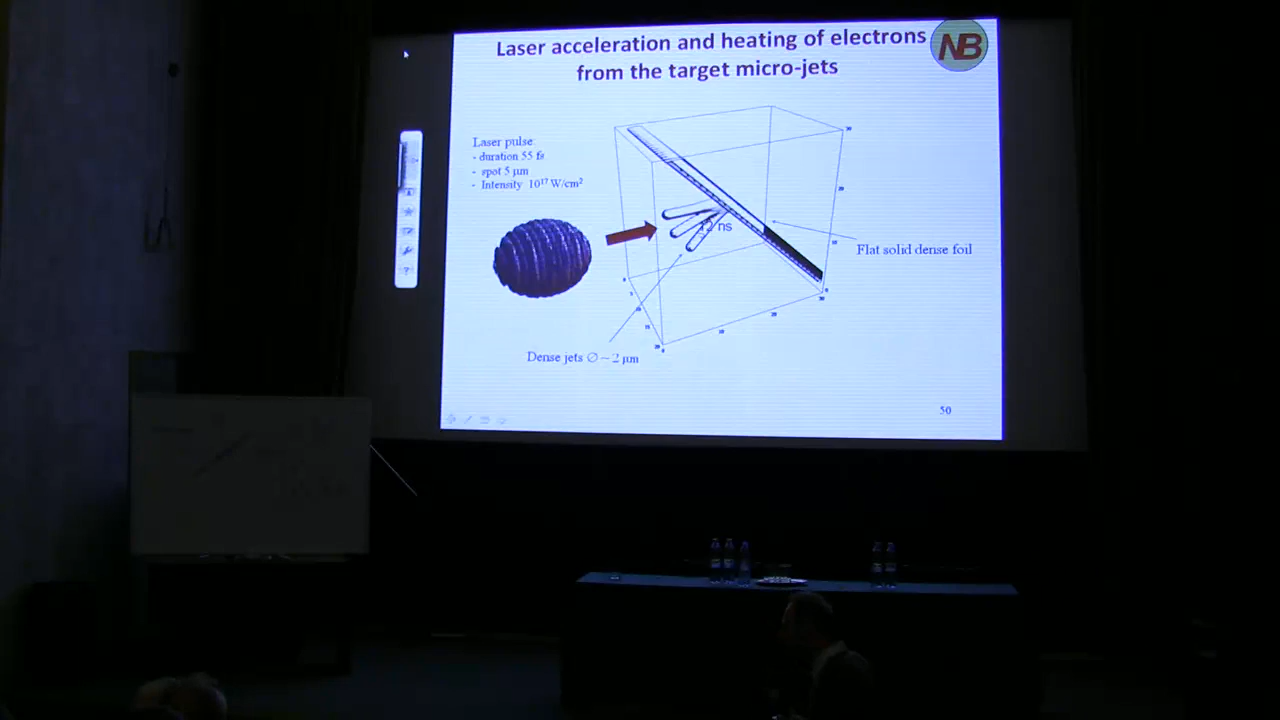 Laser acceleration and heating of electrons
from the target micro-jets
NB
Laser pulse:
- duration 55 fs
- spot 5 μm
- Intensity 10¹⁷ W/cm²
ns
Flat solid dense foil
Dense jets ∅ ~ 2 μm
50